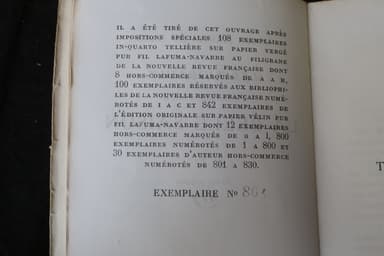 IL A ÉTÉ TIRÉ DE CET OUVRAGE APRÈS
IMPOSITIONS SPÉCIALES 108 EXEMPLAIRES
IN-QUARTO TELLIÈRE SUR PAPIER VERGÉ
PUR FIL LAFUMA-NAVARRE AU FILIGRANE
DE LA NOUVELLE REVUE FRANÇAISE DONT
8 HORS-COMMERCE MARQUÉS DE A A H,
100 EXEMPLAIRES RÉSERVÉS AUX BIBLIOPHI-
LES DE LA NOUVELLE REVUE FRANÇAISE NUMÉ-
ROTÉS DE I A C ET 842 EXEMPLAIRES DE
L'ÉDITION ORIGINALE SUR PAPIER VÉLIN PUR
FIL LAFUMA-NAVARRE DONT 12 EXEMPLAIRES
HORS-COMMERCE MARQUÉS DE a A l, 800
EXEMPLAIRES NUMÉROTÉS DE 1 A 800 ET
30 EXEMPLAIRES D'AUTEUR HORS-COMMERCE
NUMÉROTÉS DE 801 A 830.
EXEMPLAIRE No
T